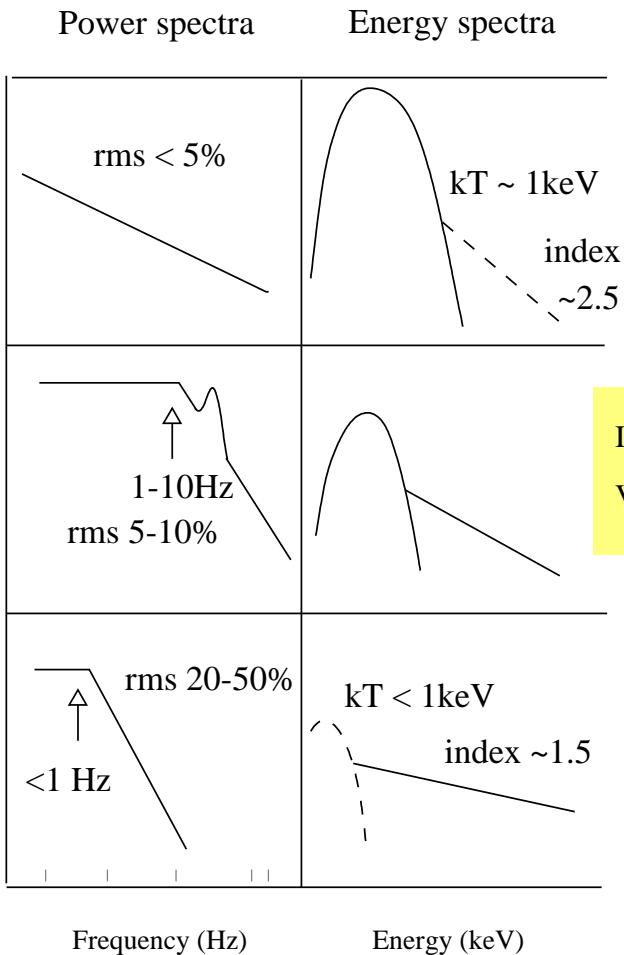 Power spectra
Energy spectra
rms < 5%
kT ~ 1keV
index
~2.5
1-10Hz
rms 5-10%
rms 20-50%
<1 Hz
kT < 1keV
index ~1.5
Frequency (Hz)
Energy (keV)